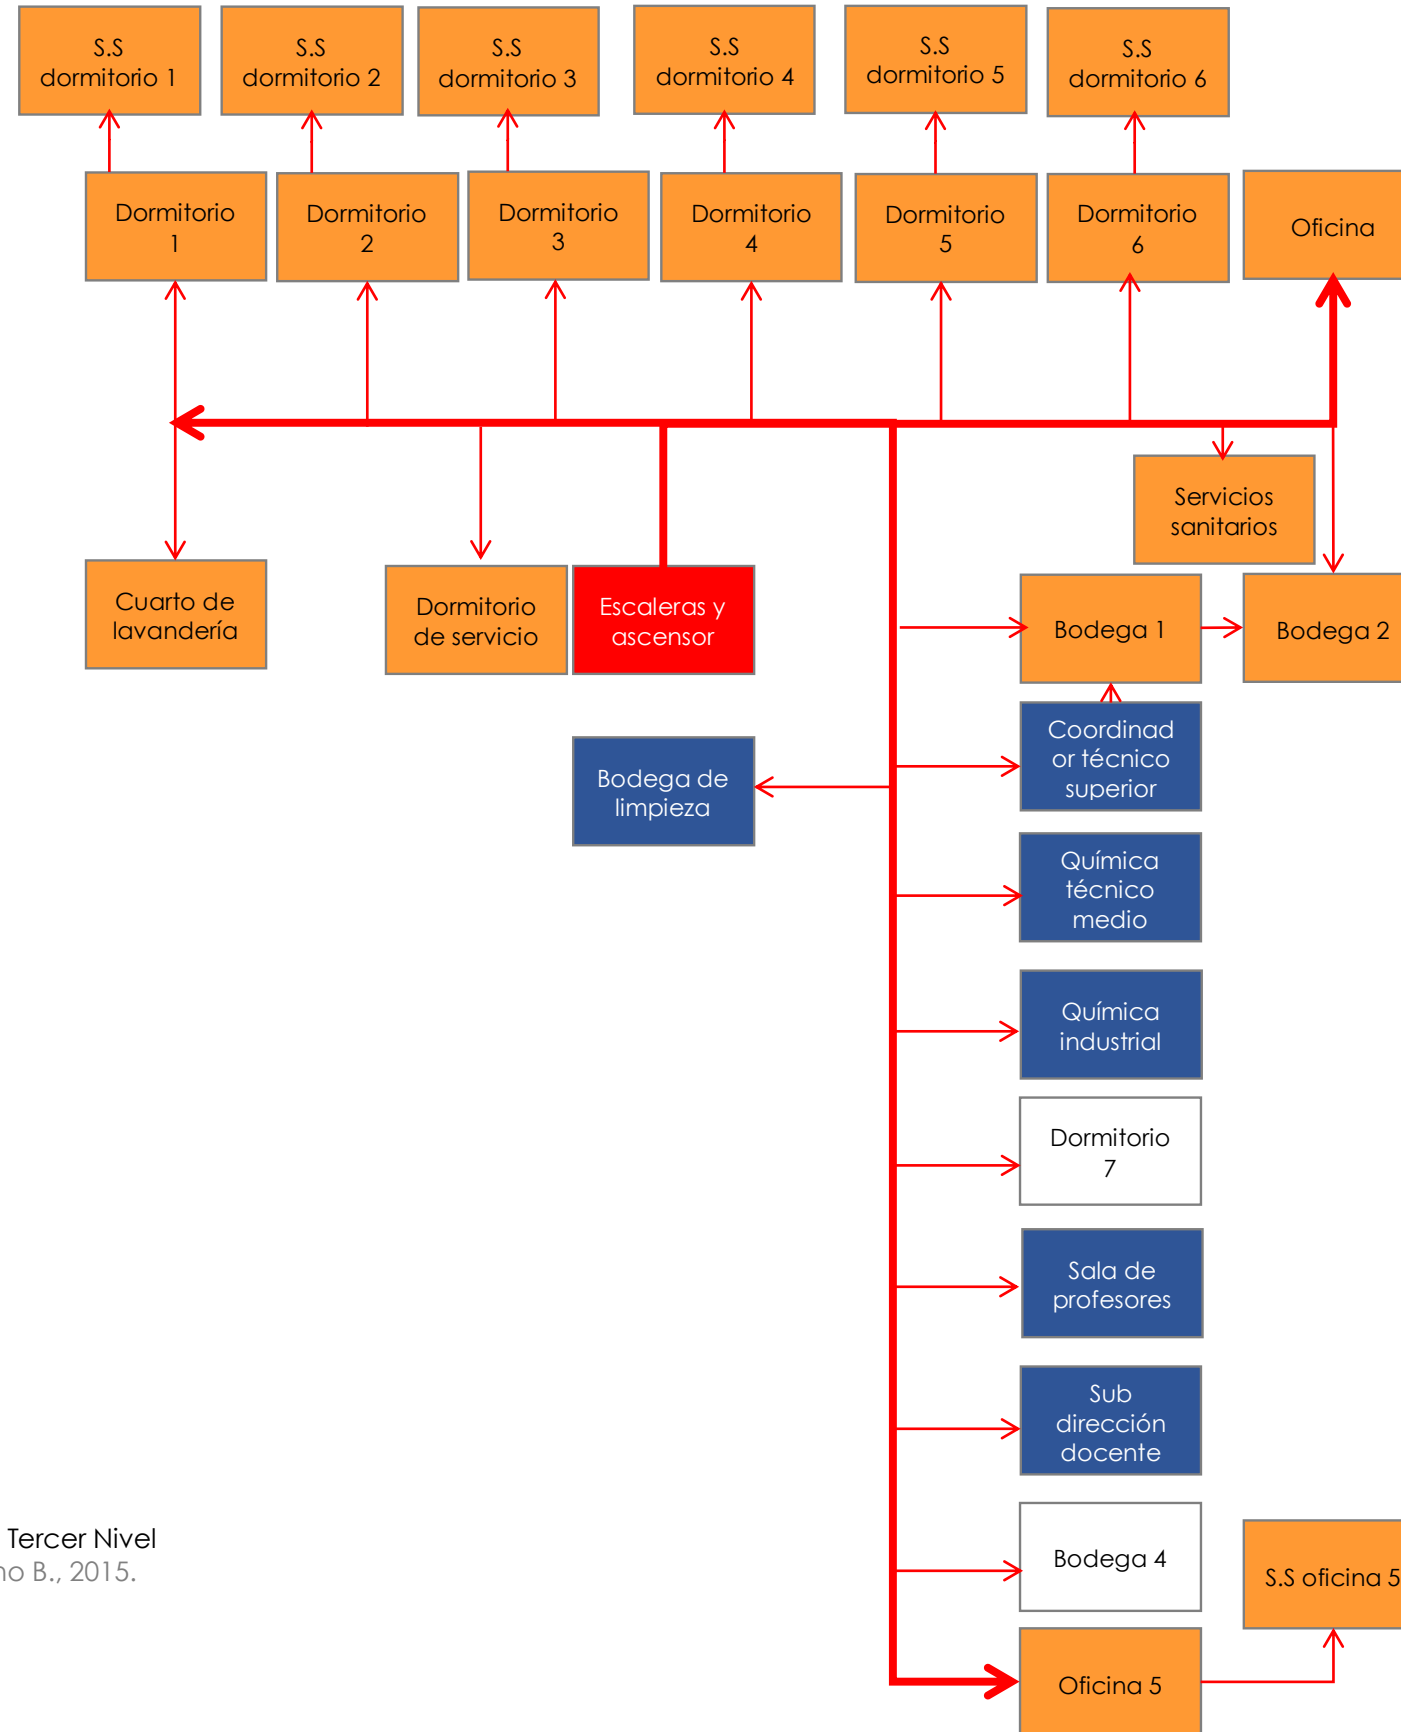 S.S
dormitorio 1
S.S
dormitorio 2
S.S
dormitorio 3
S.S
dormitorio 4
S.S
dormitorio 5
S.S
dormitorio 6
Dormitorio
1
Dormitorio
2
Dormitorio
3
Dormitorio
4
Dormitorio
5
Dormitorio
6
Oficina
Servicios
sanitarios
Cuarto de
lavandería
Dormitorio
de servicio
Escaleras y
ascensor
Bodega 1
Bodega 2
Coordinad
or técnico
superior
Bodega de
limpieza
Química
técnico
medio
Química
industrial
Dormitorio
7
Sala de
profesores
Sub
dirección
docente
Bodega 4
S.S oficina 5
Oficina 5
Tercer Nivel
no B., 2015.